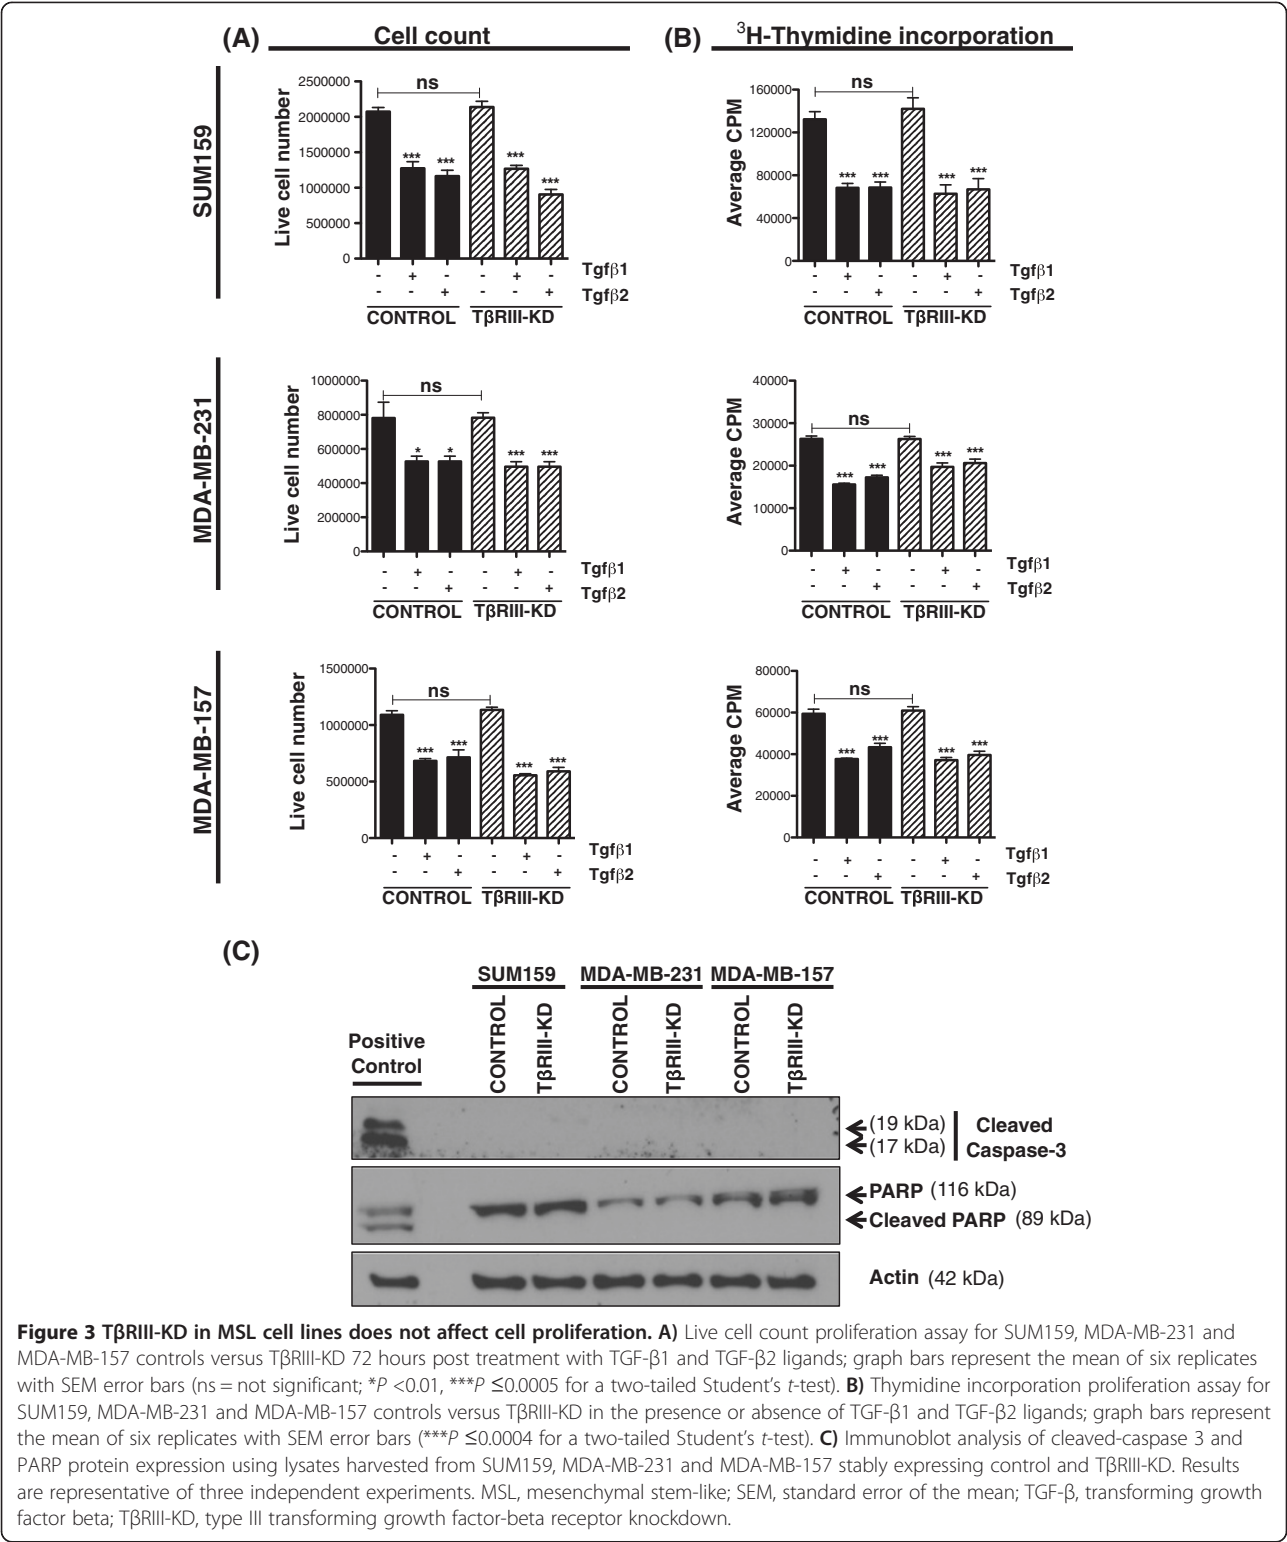 (A) Cell count
(B) ³H-Thymidine incorporation
SUM159
Live cell number
2500000
2000000
1500000
1000000
500000
0
ns
*** *** *** ***
- + - - + - Tgfβ1
- - + - - + Tgfβ2
CONTROL TβRIII-KD
Average CPM
160000
120000
80000
40000
0
ns
*** *** *** ***
- + - - + - Tgfβ1
- - + - - + Tgfβ2
CONTROL TβRIII-KD
MDA-MB-231
Live cell number
1000000
800000
600000
400000
200000
0
ns
* * *** ***
- + - - + - Tgfβ1
- - + - - + Tgfβ2
CONTROL TβRIII-KD
Average CPM
40000
30000
20000
10000
0
ns
*** *** *** ***
- + - - + - Tgfβ1
- - + - - + Tgfβ2
CONTROL TβRIII-KD
MDA-MB-157
Live cell number
1500000
1000000
500000
0
ns
*** *** *** ***
- + - - + - Tgfβ1
- - + - - + Tgfβ2
CONTROL TβRIII-KD
Average CPM
80000
60000
40000
20000
0
ns
*** *** *** ***
- + - - + - Tgfβ1
- - + - - + Tgfβ2
CONTROL TβRIII-KD
(C)
SUM159 MDA-MB-231 MDA-MB-157
Positive
Control
CONTROL
TβRIII-KD
CONTROL
TβRIII-KD
CONTROL
TβRIII-KD
(19 kDa) Cleaved
(17 kDa) Caspase-3
PARP (116 kDa)
Cleaved PARP (89 kDa)
Actin (42 kDa)
Figure 3 TβRIII-KD in MSL cell lines does not affect cell proliferation. A) Live cell count proliferation assay for SUM159, MDA-MB-231 and
MDA-MB-157 controls versus TβRIII-KD 72 hours post treatment with TGF-β1 and TGF-β2 ligands; graph bars represent the mean of six replicates
with SEM error bars (ns = not significant; *P <0.01, ***P ≤0.0005 for a two-tailed Student's t-test). B) Thymidine incorporation proliferation assay for
SUM159, MDA-MB-231 and MDA-MB-157 controls versus TβRIII-KD in the presence or absence of TGF-β1 and TGF-β2 ligands; graph bars represent
the mean of six replicates with SEM error bars (***P ≤0.0004 for a two-tailed Student's t-test). C) Immunoblot analysis of cleaved-caspase 3 and
PARP protein expression using lysates harvested from SUM159, MDA-MB-231 and MDA-MB-157 stably expressing control and TβRIII-KD. Results
are representative of three independent experiments. MSL, mesenchymal stem-like; SEM, standard error of the mean; TGF-β, transforming growth
factor beta; TβRIII-KD, type III transforming growth factor-beta receptor knockdown.